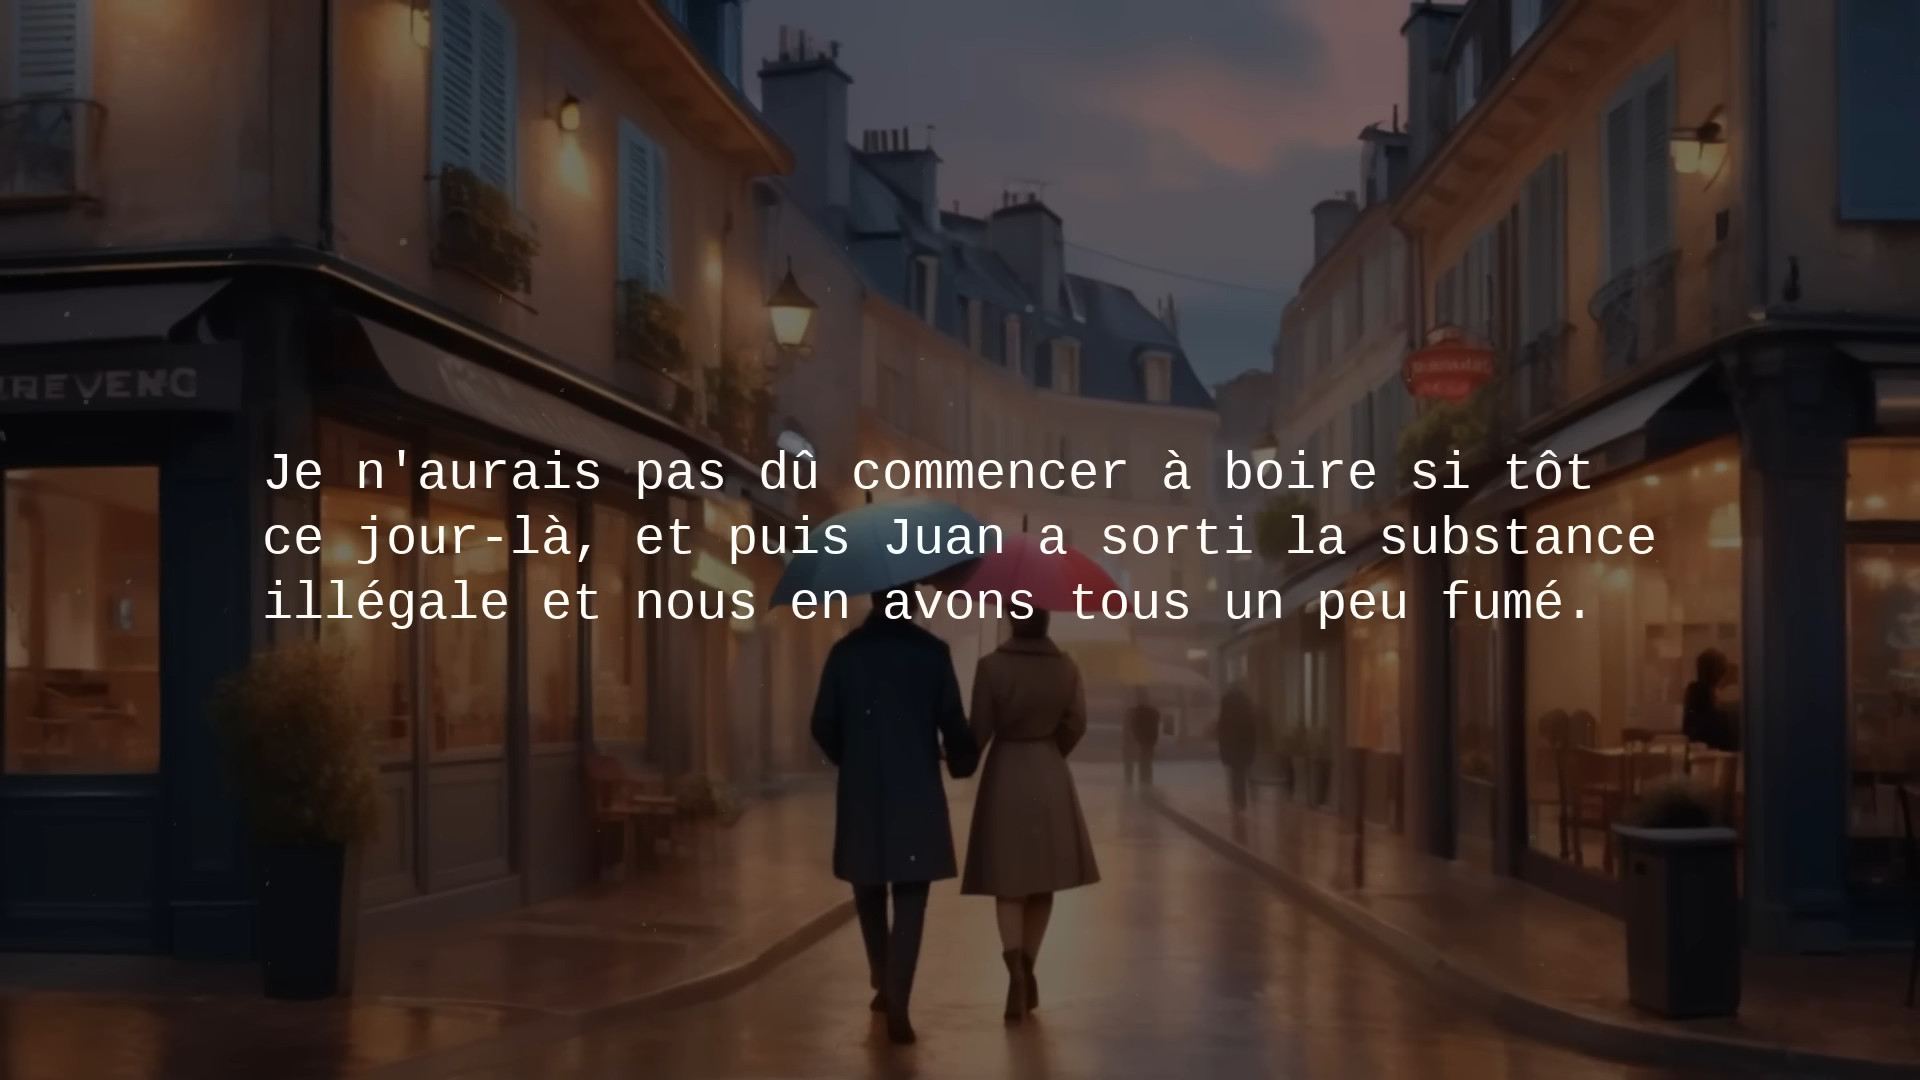 Je n'aurais pas dû commencer à boire si tôt
ce jour-là, et puis Juan a sorti la substance
illégale et nous en avons tous un peu fumé.